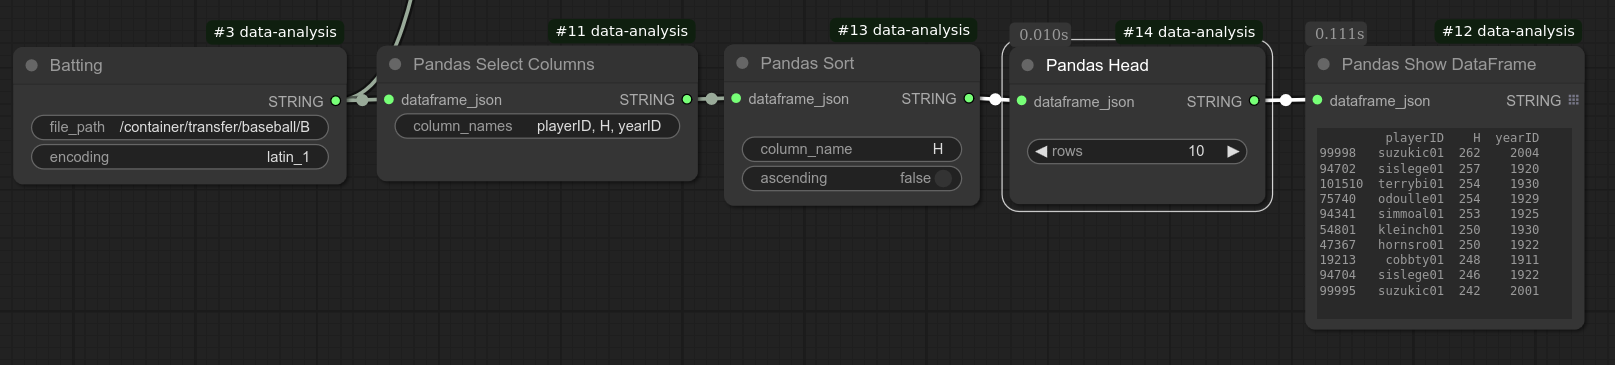 #3 data-analysis
Batting
STRING
file_path /container/transfer/baseball/B
encoding latin_1
#11 data-analysis
Pandas Select Columns
dataframe_json STRING
column_names playerID, H, yearID
#13 data-analysis
Pandas Sort
dataframe_json STRING
column_name H
ascending false
0.010s #14 data-analysis
Pandas Head
dataframe_json STRING
rows 10
0.111s #12 data-analysis
Pandas Show DataFrame
dataframe_json STRING
playerID H yearID
99998 suzukic01 262 2004
94702 sislege01 257 1920
101510 terrybi01 254 1930
75740 odoulle01 254 1929
94341 simmoal01 253 1925
54801 kleinch01 250 1930
47367 hornsro01 250 1922
19213 cobbty01 248 1911
94704 sislege01 246 1922
99995 suzukic01 242 2001